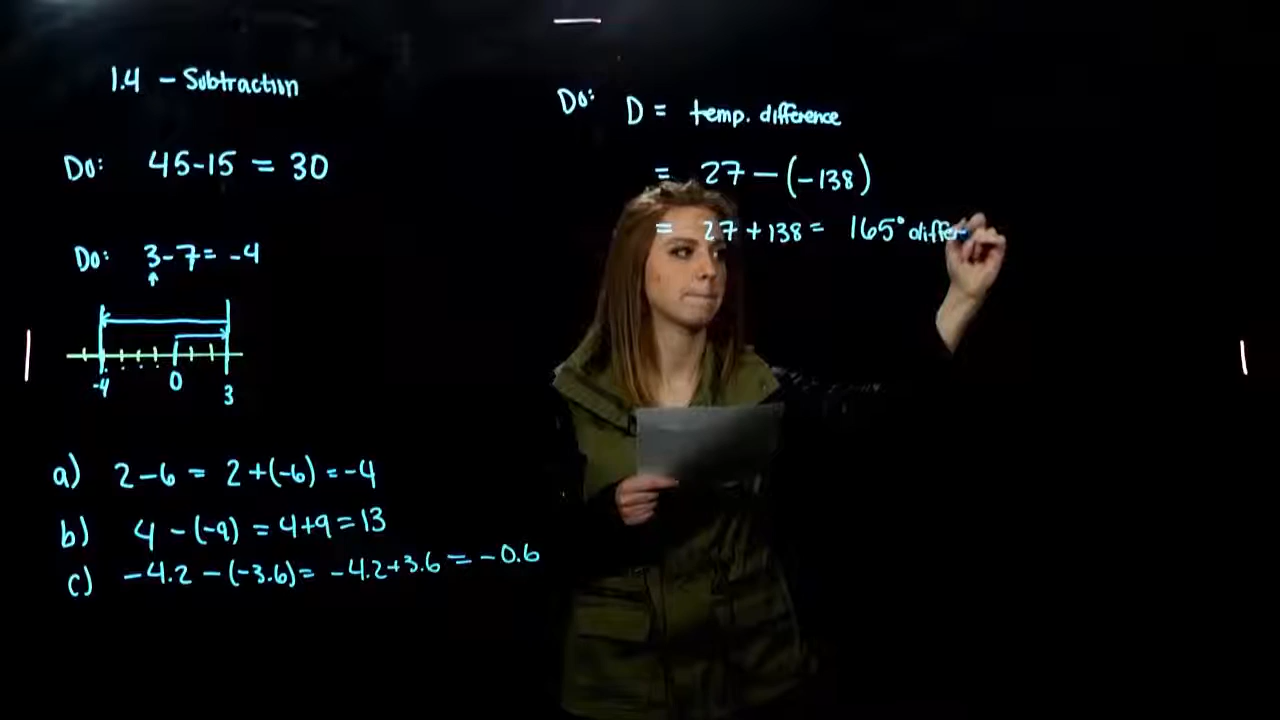 1.4 - Subtraction
Do: 45-15 = 30
Do: 3-7= -4
-4 0 3
a) 2-6 = 2+(-6) = -4
b) 4 - (-9) = 4+9 = 13
c) -4.2 - (-3.6) = -4.2+3.6 = -0.6
Do: D = temp. difference
= 27 - (-138)
= 27 + 138 = 165° differ